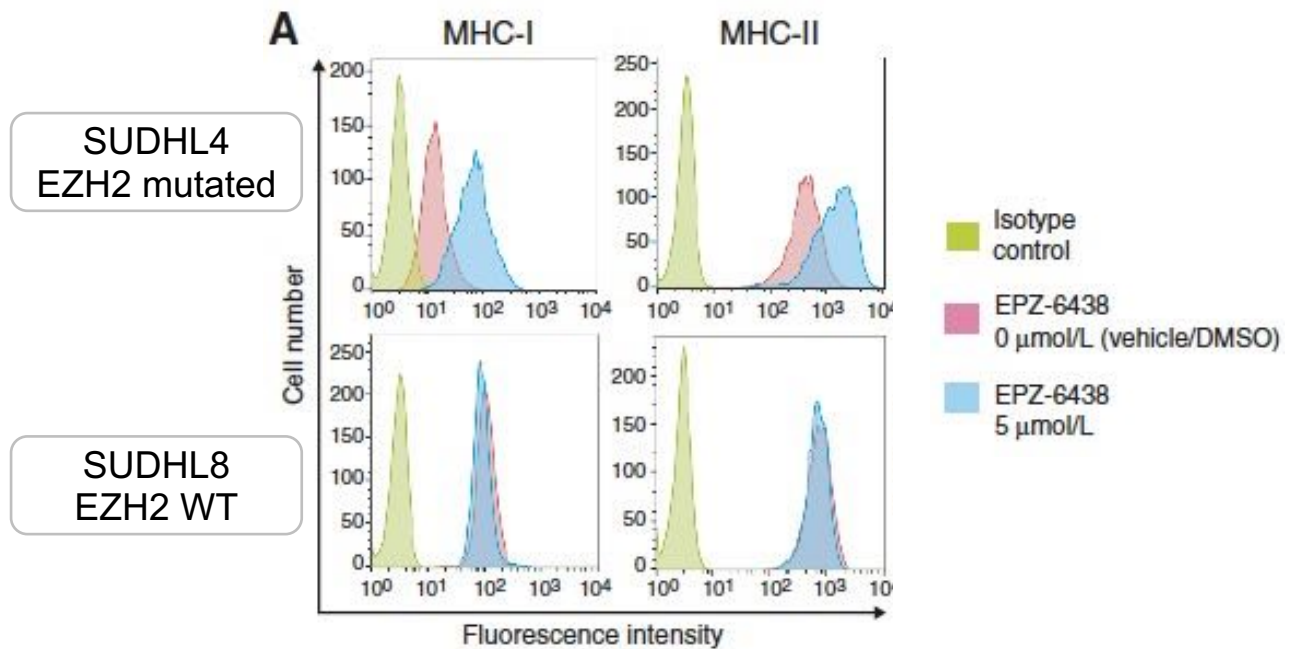 A
MHC-I
MHC-II
SUDHL4
EZH2 mutated
200
150
100
50
0
10⁰ 10¹ 10² 10³ 10⁴
250
200
150
100
50
0
10⁰ 10¹ 10² 10³ 10
Cell number
SUDHL8
EZH2 WT
250
200
150
100
50
0
10⁰ 10¹ 10² 10³ 10⁴
200
150
100
50
0
10⁰ 10¹ 10² 10³ 10
Fluorescence intensity
Isotype
control
EPZ-6438
0 μmol/L (vehicle/DMSO)
EPZ-6438
5 μmol/L